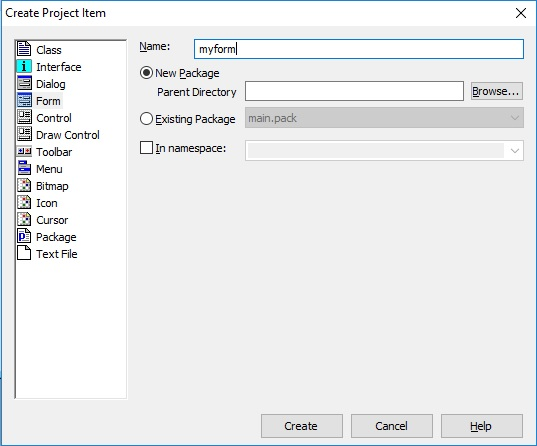 Create Project Item
Class
Interface
Dialog
Form
Control
Draw Control
Toolbar
Menu
Bitmap
Icon
Cursor
Package
Text File
Name: myform
New Package
Parent Directory Browse...
Existing Package main.pack
In namespace:
Create Cancel Help